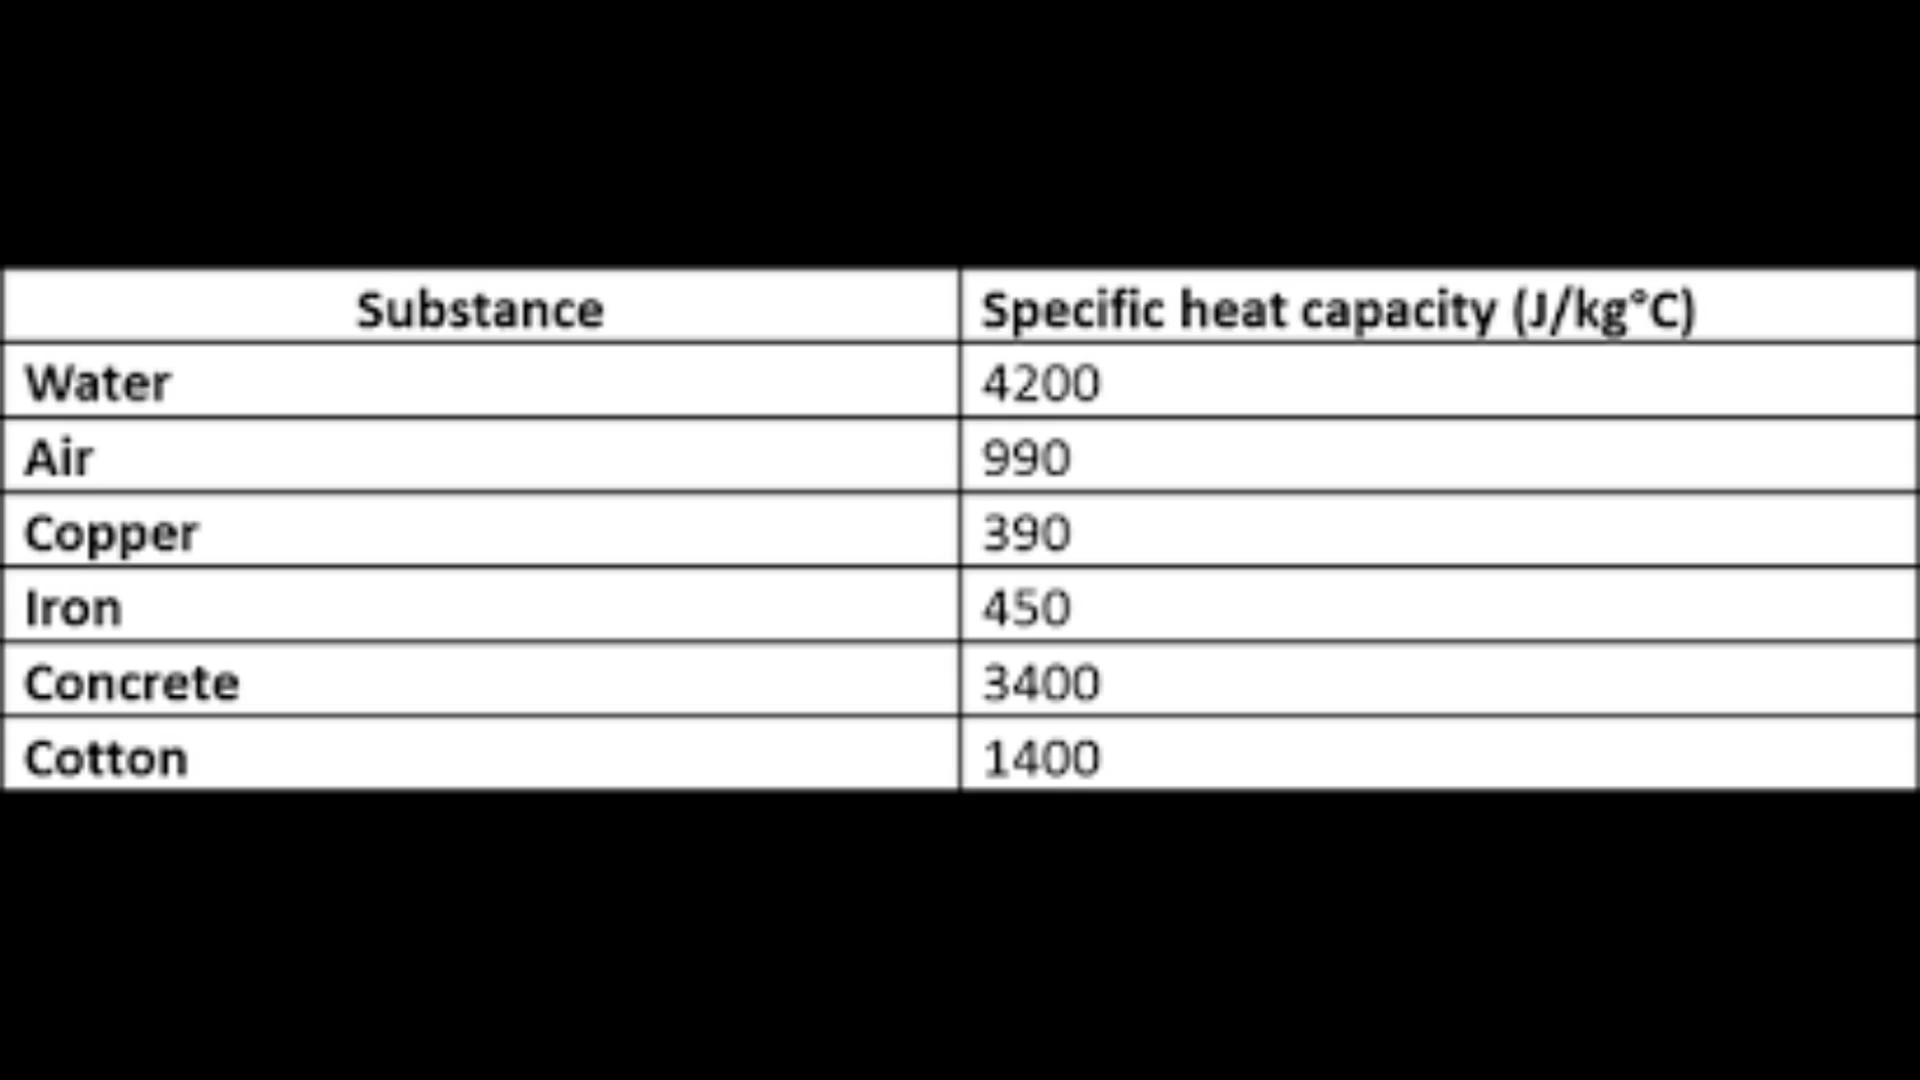 Substance Specific heat capacity (J/kg°C)
Water 4200
Air 990
Copper 390
Iron 450
Concrete 3400
Cotton 1400